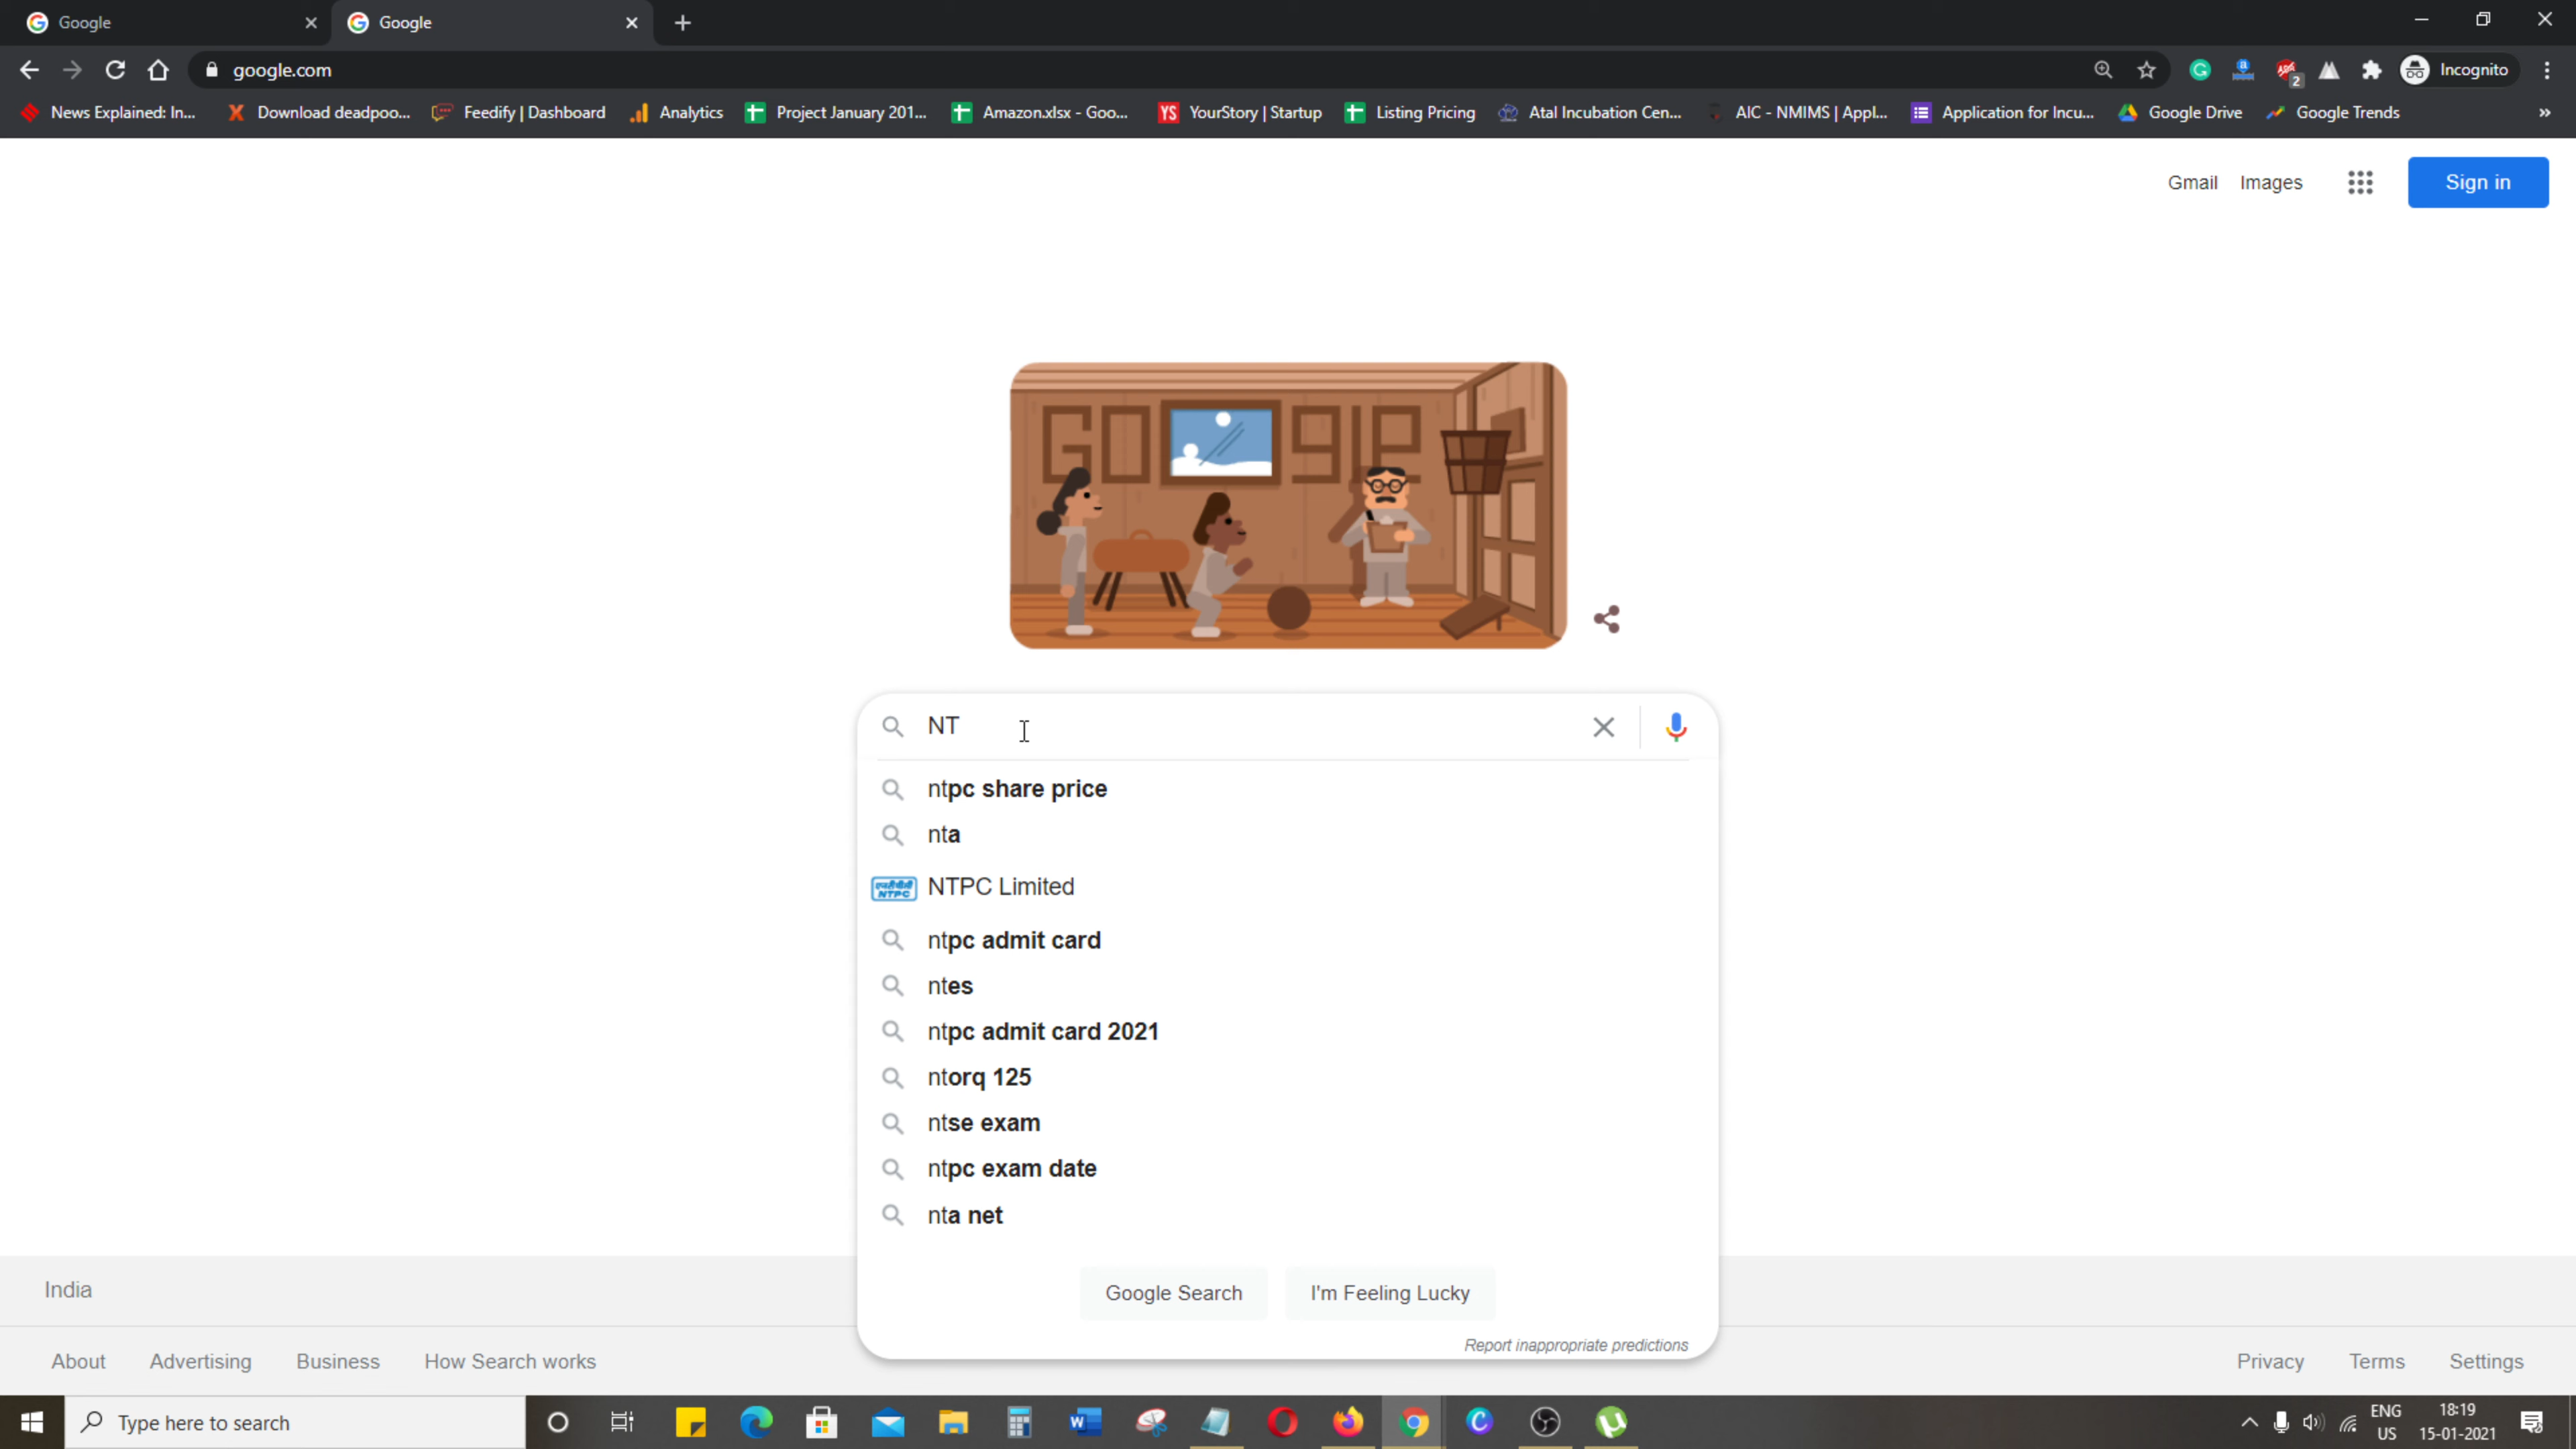 Google
Google
google.com
2
Incognito
News Explained: In...
Download deadpoo...
Feedify | Dashboard
Analytics
Project January 201...
Amazon.xlsx - Goo...
YS YourStory | Startup
Listing Pricing
Atal Incubation Cen...
AIC - NMIMS | Appl...
Application for Incu...
Google Drive
Google Trends
»
Gmail Images
Sign in
NT
ntpc share price
nta
NTPC Limited
ntpc admit card
ntes
ntpc admit card 2021
ntorq 125
ntse exam
ntpc exam date
nta net
Google Search I'm Feeling Lucky
Report inappropriate predictions
India
About Advertising Business How Search works
Privacy Terms Settings
Type here to search
ENG
US
18:19
15-01-2021